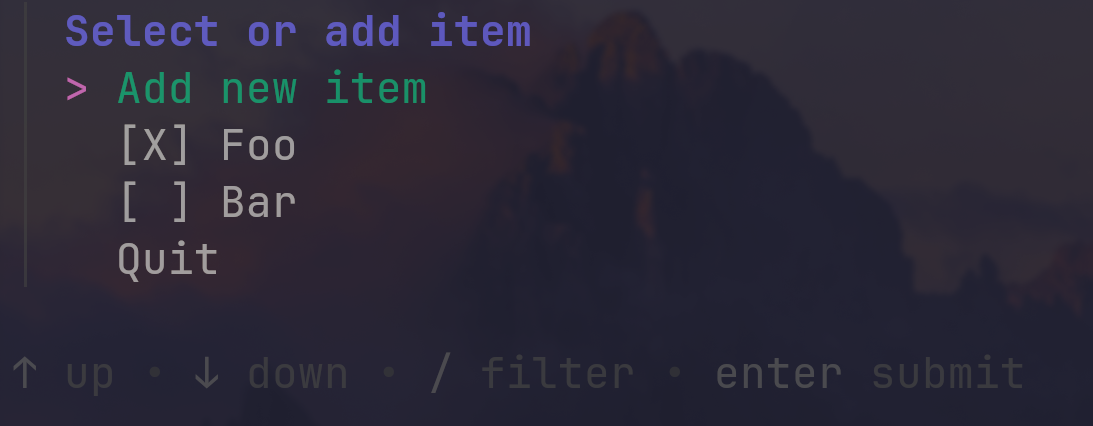 Select or add item
> Add new item
[X] Foo
[ ] Bar
Quit
↑ up • ↓ down • / filter • enter submit